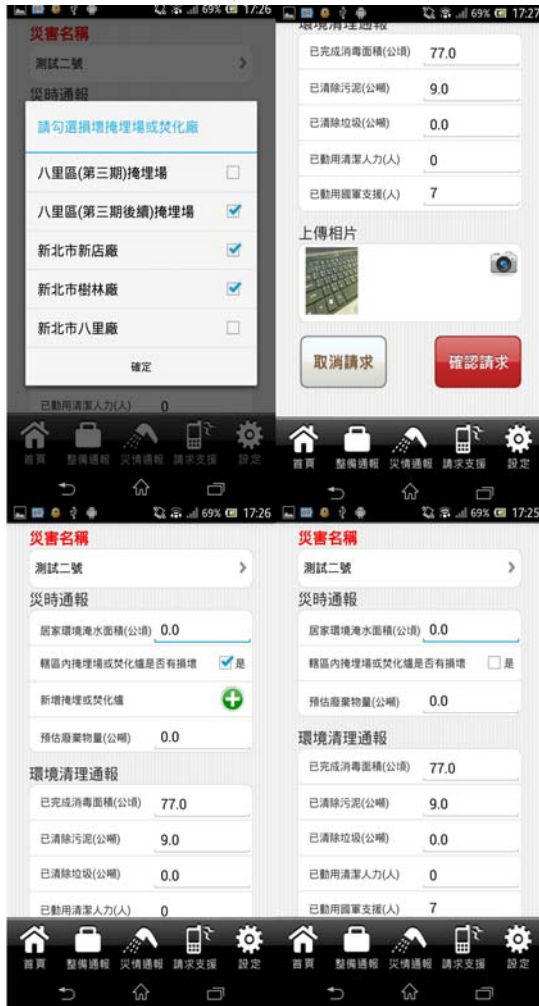 69% 17:26
災害名稱
測試二號
災時通報
請勾選損壞掩埋場或焚化廠
八里區(第三期)掩埋場
八里區(第三期後續)掩埋場
新北市新店廠
新北市樹林廠
新北市八里廠
確定
已動用清潔人力(人) 0
首頁 整備通報 災情通報 請求支援 設定
69% 17:27
環境清理通報
已完成消毒面積(公頃) 77.0
已清除污泥(公噸) 9.0
已清除垃圾(公噸) 0.0
已動用清潔人力(人) 0
已動用國軍支援(人) 7
上傳相片
取消請求 確認請求
首頁 整備通報 災情通報 請求支援 設定
69% 17:26
災害名稱
測試二號
災時通報
居家環境淹水面積(公頃) 0.0
轄區內掩埋場或焚化爐是否有損壞 是
新增掩埋或焚化爐
預估廢棄物量(公噸) 0.0
環境清理通報
已完成消毒面積(公頃) 77.0
已清除污泥(公噸) 9.0
已清除垃圾(公噸) 0.0
已動用清潔人力(人) 0
首頁 整備通報 災情通報 請求支援 設定
69% 17:25
災害名稱
測試二號
災時通報
居家環境淹水面積(公頃) 0.0
轄區內掩埋場或焚化爐是否有損壞 是
預估廢棄物量(公噸) 0.0
環境清理通報
已完成消毒面積(公頃) 77.0
已清除污泥(公噸) 9.0
已清除垃圾(公噸) 0.0
已動用清潔人力(人) 0
已動用國軍支援(人) 7
首頁 整備通報 災情通報 請求支援 設定